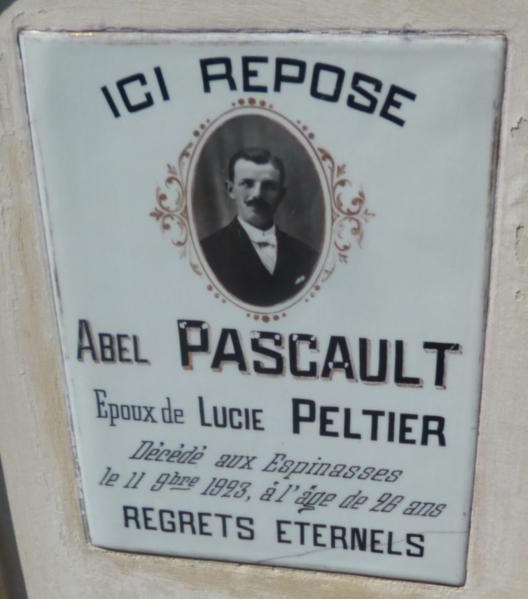 ICI REPOSE
ABEL PASCAULT
Epoux de LUCIE PELTIER
Décédé aux Espinasses
le 11 9bre 1923, à l'âge de 28 ans
REGRETS ETERNELS